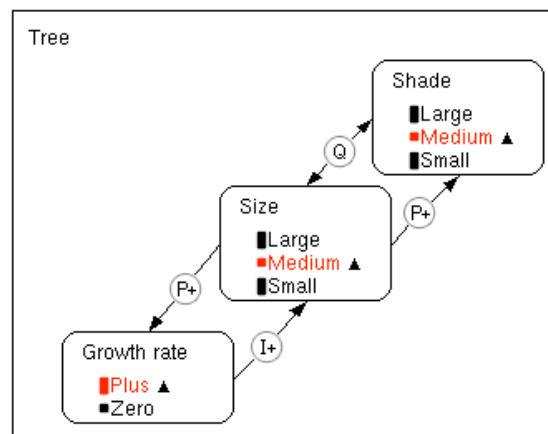 Tree
Shade
Large
Medium
Small
Q
Size
Large
Medium
Small
P+
P+
I+
Growth rate
Plus
Zero